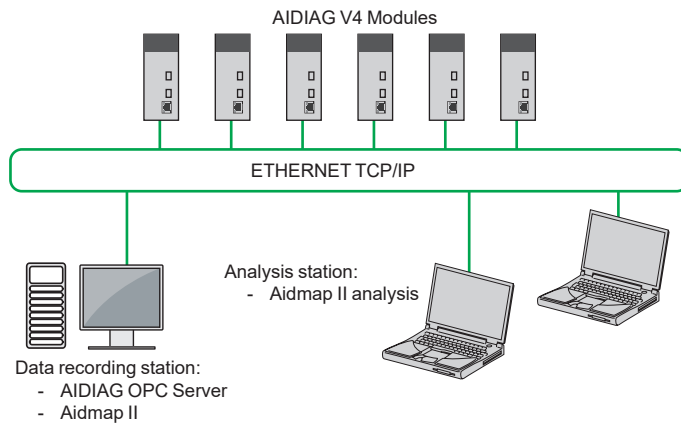 AIDIAG V4 Modules
ETHERNET TCP/IP
Analysis station:
- Aidmap II analysis
Data recording station:
- AIDIAG OPC Server
- Aidmap II